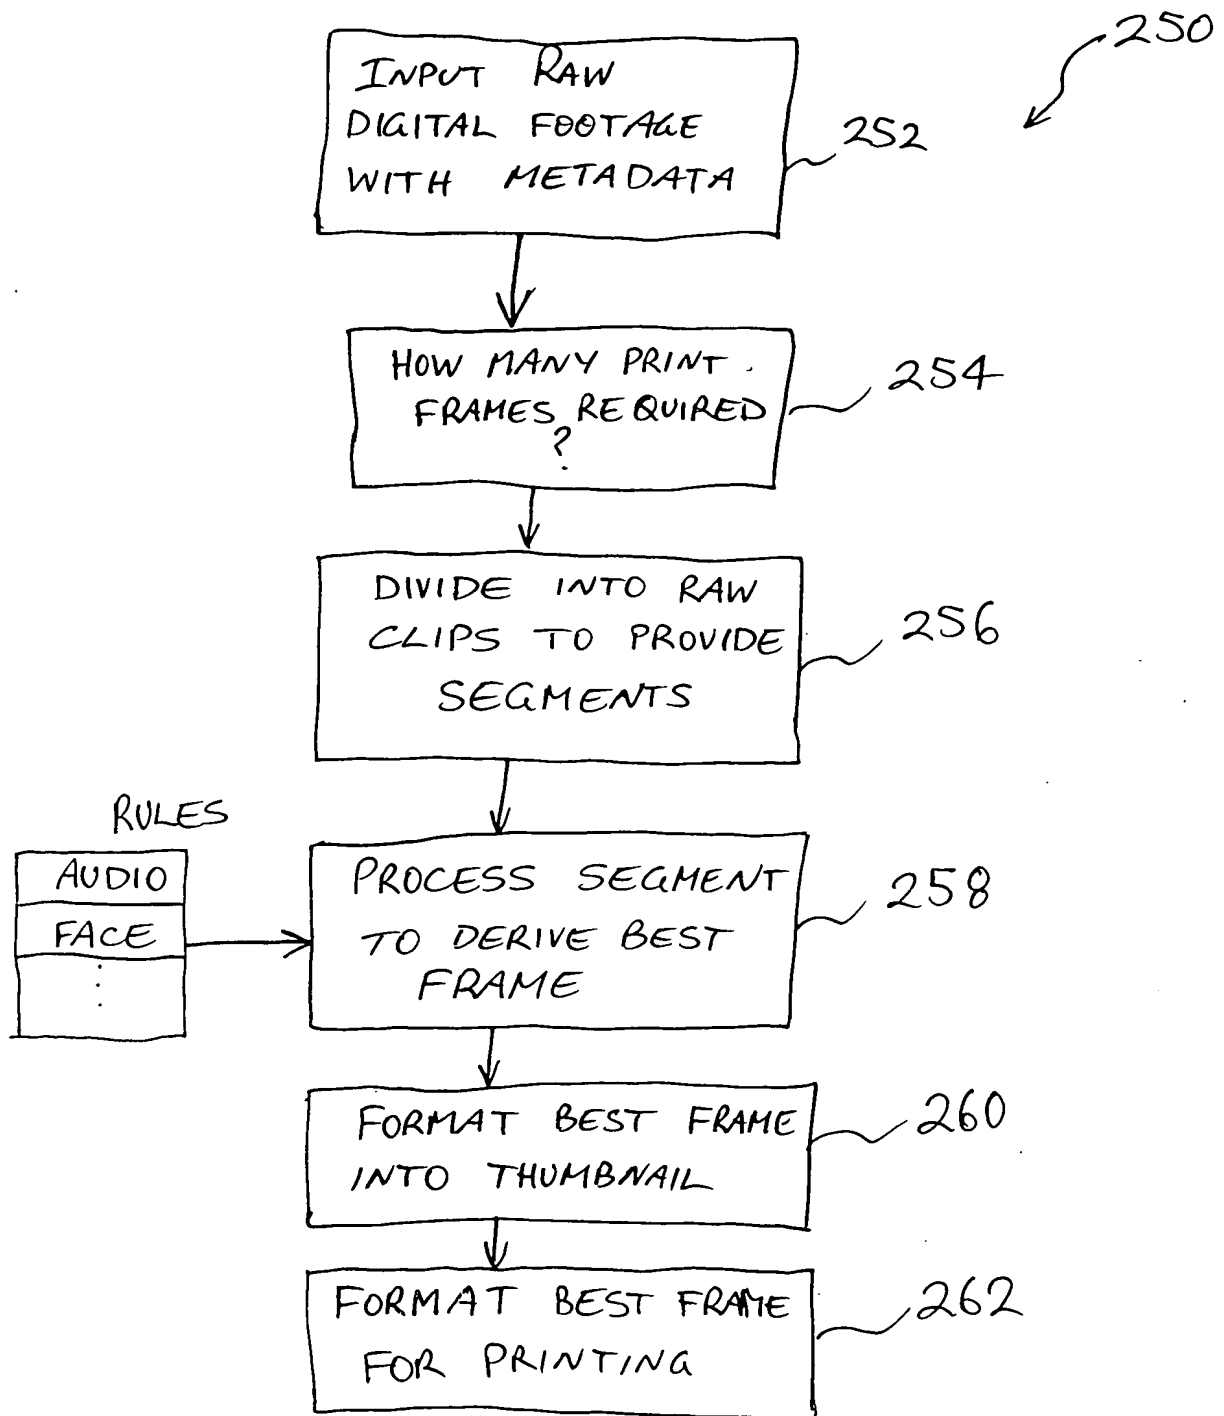 250
INPUT RAW
DIGITAL FOOTAGE
WITH METADATA
252
HOW MANY PRINT
FRAMES REQUIRED
?
254
DIVIDE INTO RAW
CLIPS TO PROVIDE
SEGMENTS
256
RULES
AUDIO
FACE
PROCESS SEGMENT
TO DERIVE BEST
FRAME
258
FORMAT BEST FRAME
INTO THUMBNAIL
260
FORMAT BEST FRAME
FOR PRINTING
262